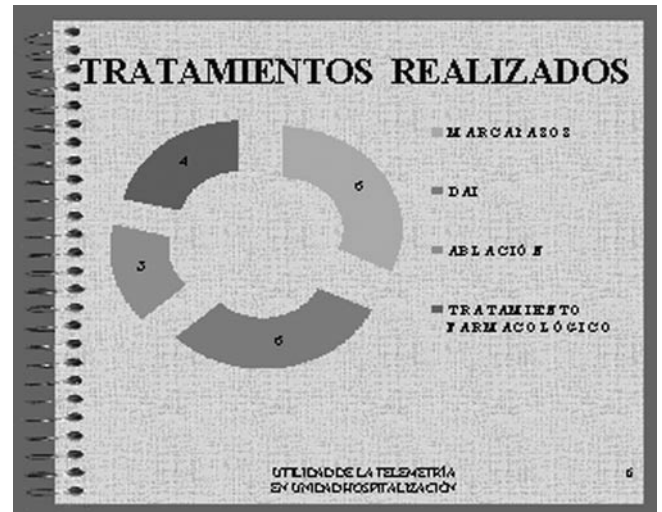 TRATAMIENTOS REALIZADOS
4
6
3
6
MARCAPASOS
DAI
ABLACIÓN
TRATAMIENTO
FARMACOLÓGICO
UTILIDAD DE LA TELEMETRÍA
EN UNIDAD HOSPITALIZACIÓN
6